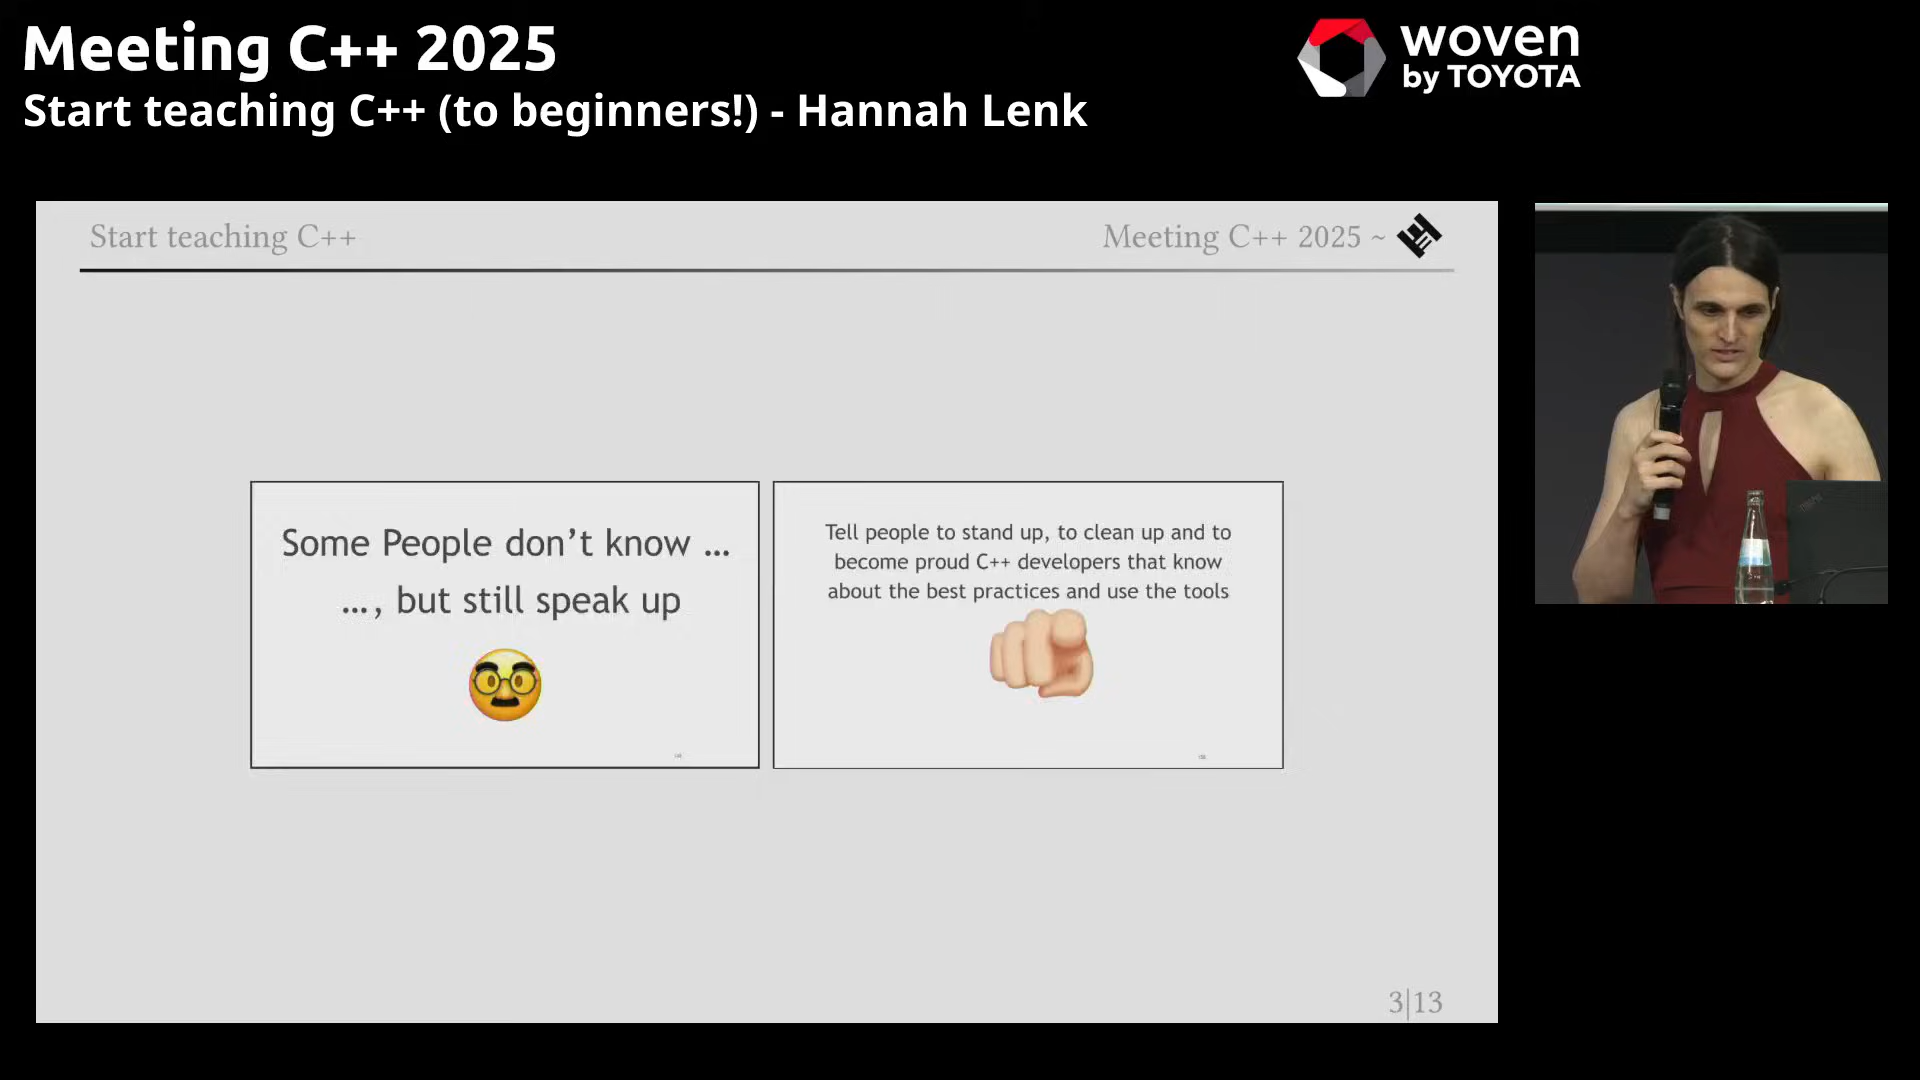 Meeting C++ 2025
Start teaching C++ (to beginners!) - Hannah Lenk
woven
by TOYOTA
Start teaching C++
Meeting C++ 2025 ~
Some People don’t know ...
..., but still speak up
Tell people to stand up, to clean up and to
become proud C++ developers that know
about the best practices and use the tools
3|13